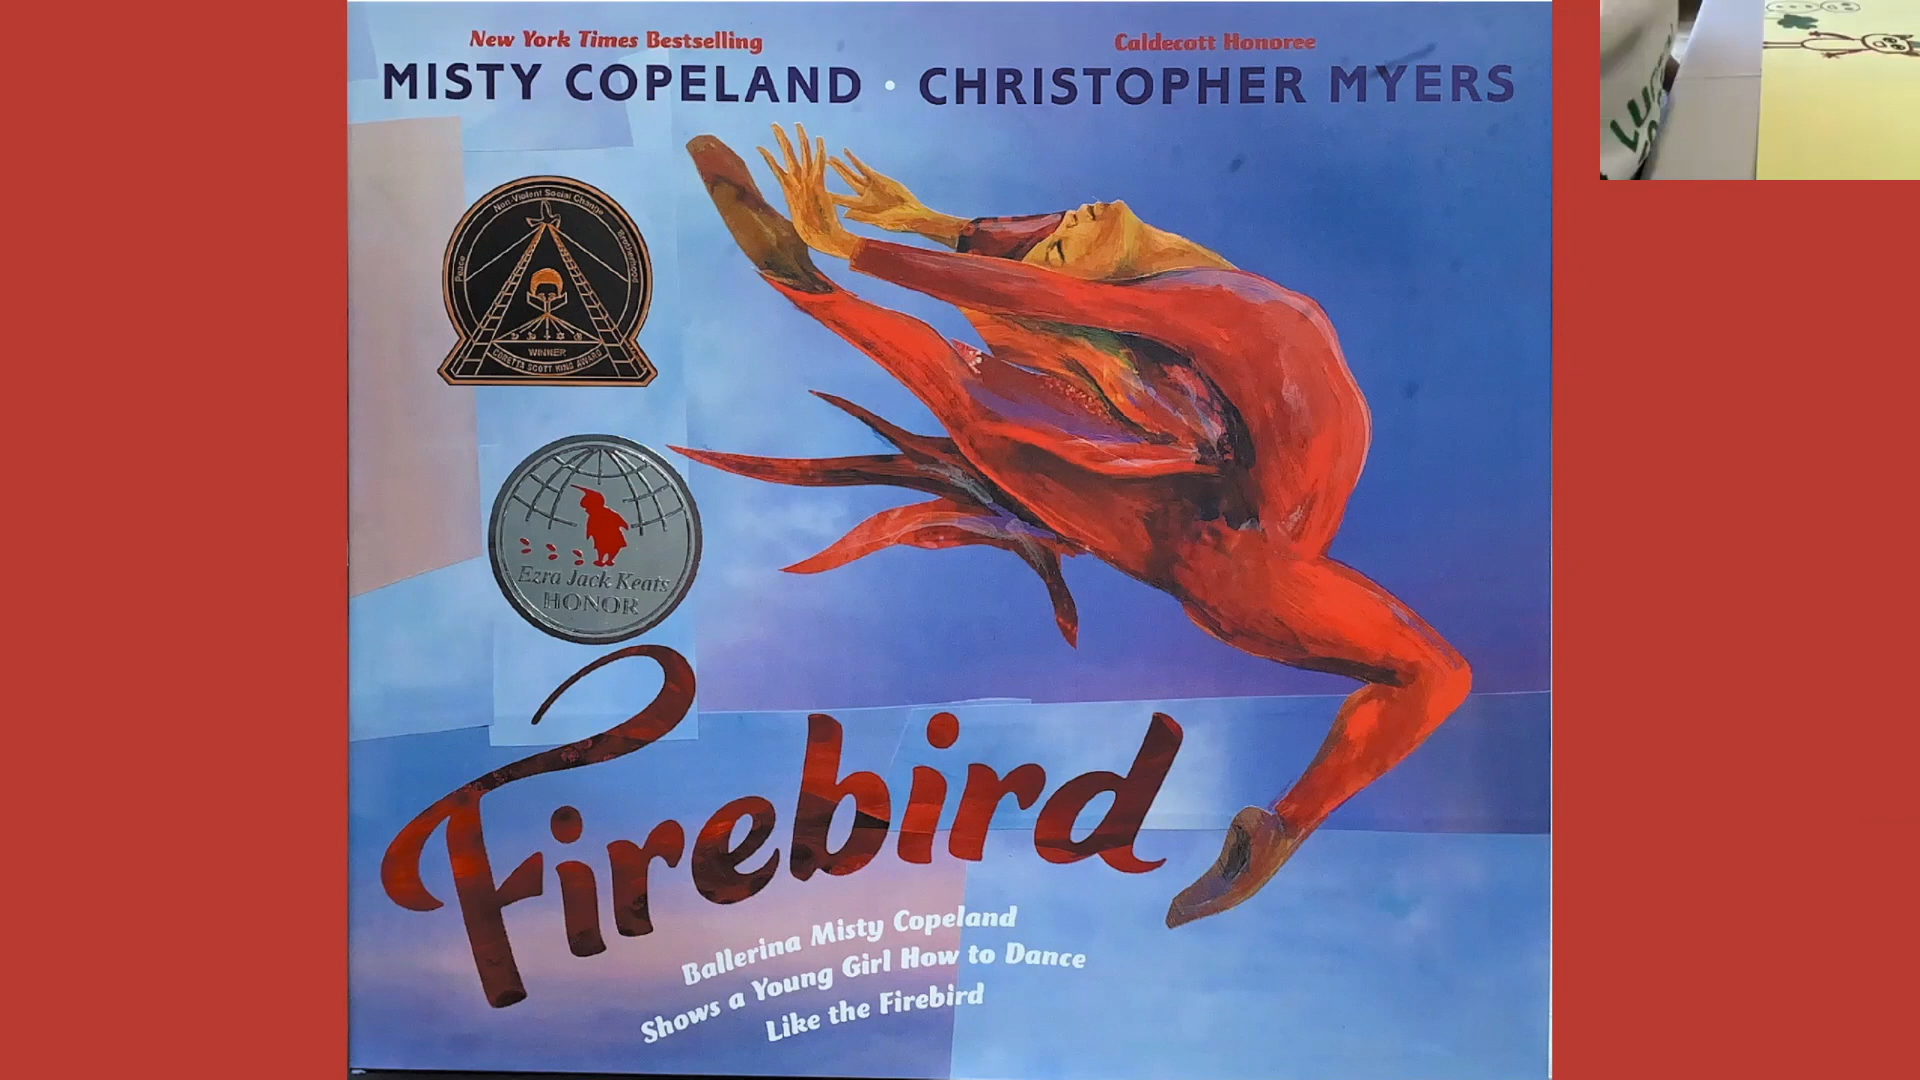 New York Times Bestselling
Caldecott Honoree
MISTY COPELAND • CHRISTOPHER MYERS
Non-Violent Social Change
Peace
Brotherhood
WINNER
CORETTA SCOTT KING AWARD
Ezra Jack Keats
HONOR
Firebird
Ballerina Misty Copeland
Shows a Young Girl How to Dance
Like the Firebird